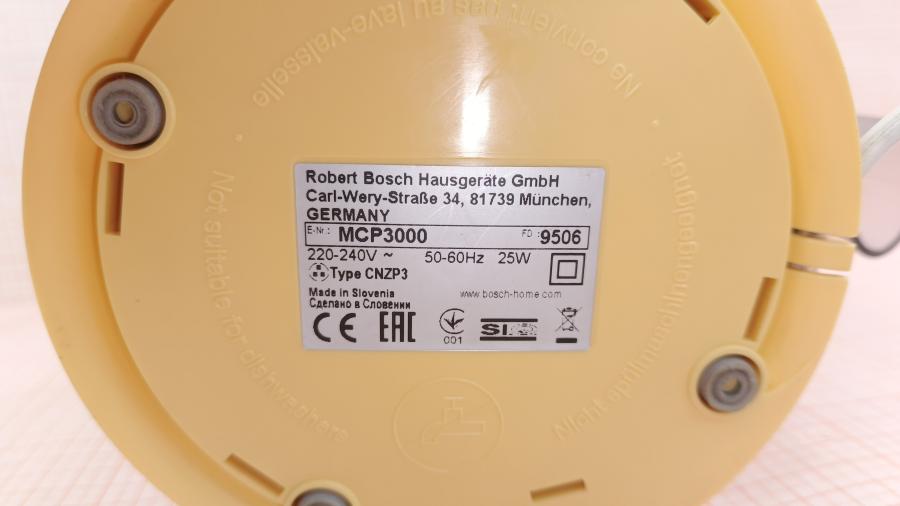 Ne convient pas au lave-vaisselle
Not suitable for dishwashers
Nicht spülmaschinengeeignet
Robert Bosch Hausgeräte GmbH
Carl-Wery-Straße 34, 81739 München,
GERMANY
E-Nr.: MCP3000 FD : 9506
220-240V ~ 50-60Hz 25W
Type CNZP3
Made in Slovenia www.bosch-home.com
Сделано в Словении
CE EAC 001 SI